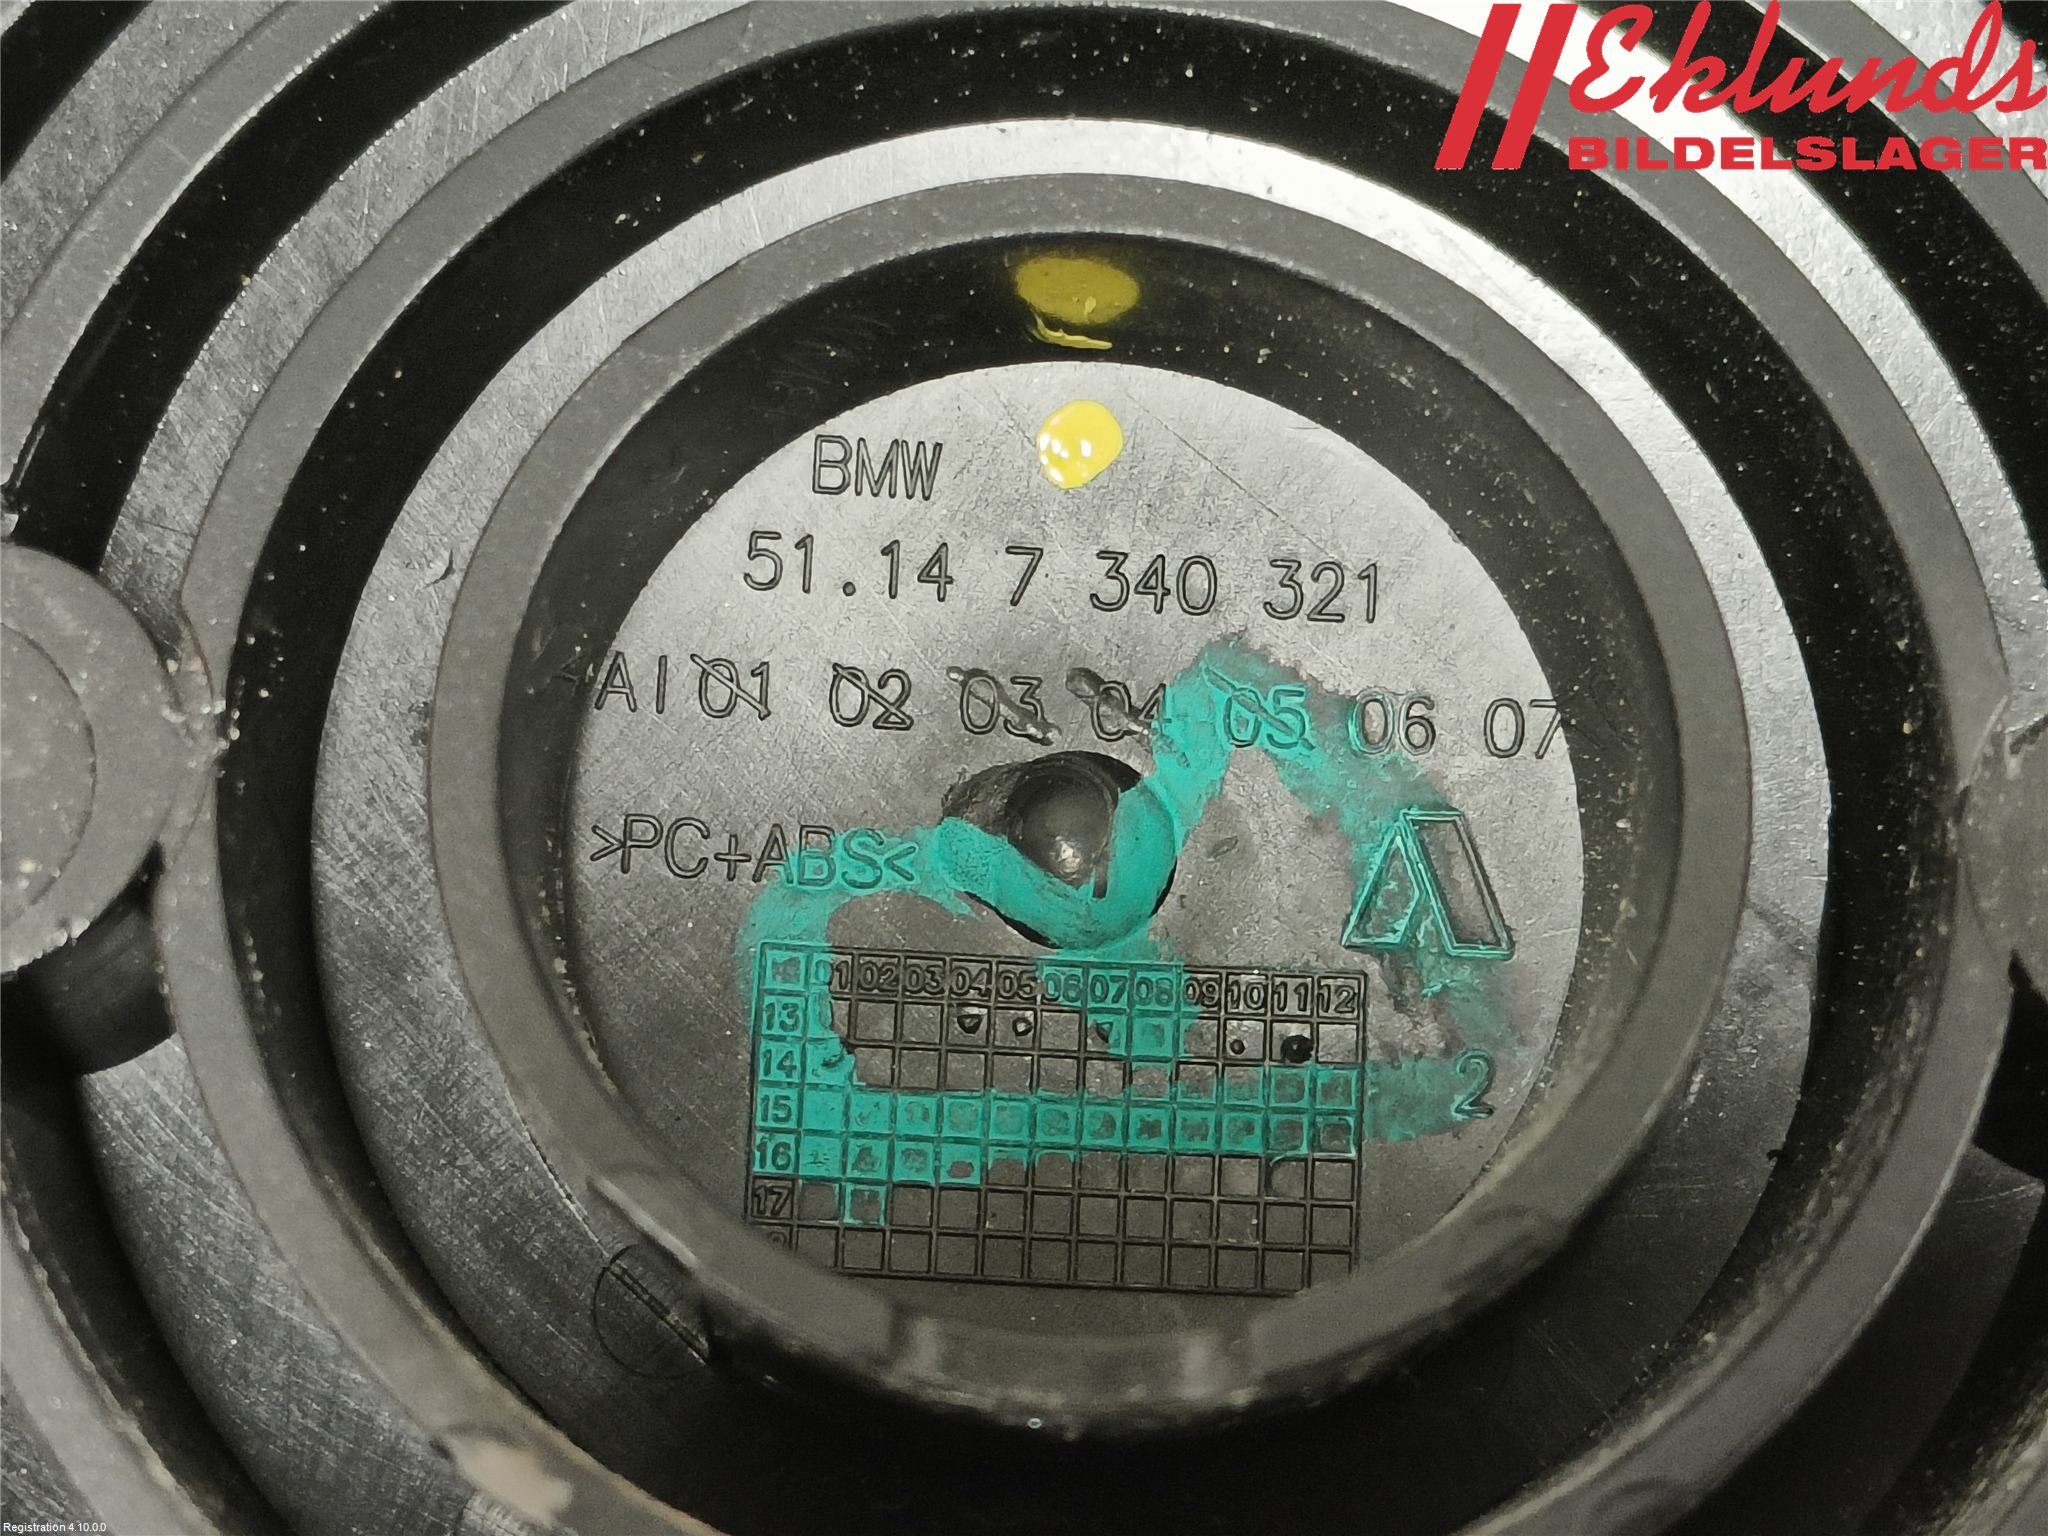 Eklunds
BILDELSLAGER
BMW
51.14 7 340 321
AI 01 02 03 04 05 06 07
>PC+ABS<
01 02 03 04 05 06 07 08 09 10 11 12
13
14
15
16
17
2
Registration 4.10.0.0